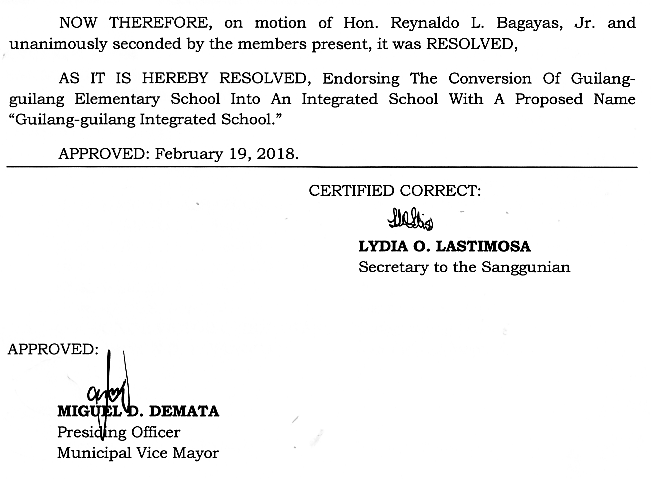 NOW THEREFORE, on motion of Hon. Reynaldo L. Bagayas, Jr. and
unanimously seconded by the members present, it was RESOLVED,
AS IT IS HEREBY RESOLVED, Endorsing The Conversion Of Guilang-
guilang Elementary School Into An Integrated School With A Proposed Name
“Guilang-guilang Integrated School.”
APPROVED: February 19, 2018.
CERTIFIED CORRECT:
LYDIA O. LASTIMOSA
Secretary to the Sanggunian
APPROVED:
MIGUEL D. DEMATA
Presiding Officer
Municipal Vice Mayor